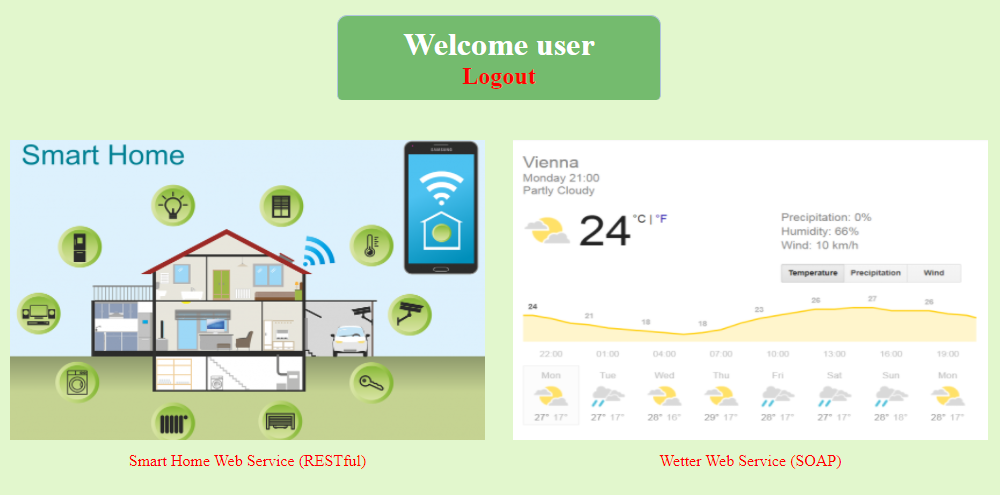 Welcome user
Logout
Smart Home
SAMSUNG
Vienna
Monday 21:00
Partly Cloudy
24 °C | °F
Precipitation: 0%
Humidity: 66%
Wind: 10 km/h
Temperature Precipitation Wind
24 21 18 18 23 26 27 26
22:00 01:00 04:00 07:00 10:00 13:00 16:00 19:00
Mon Tue Wed Thu Fri Sat Sun Mon
27° 17° 27° 17° 28° 16° 29° 17° 26° 17° 27° 17° 28° 18° 28° 17°
Smart Home Web Service (RESTful)
Wetter Web Service (SOAP)